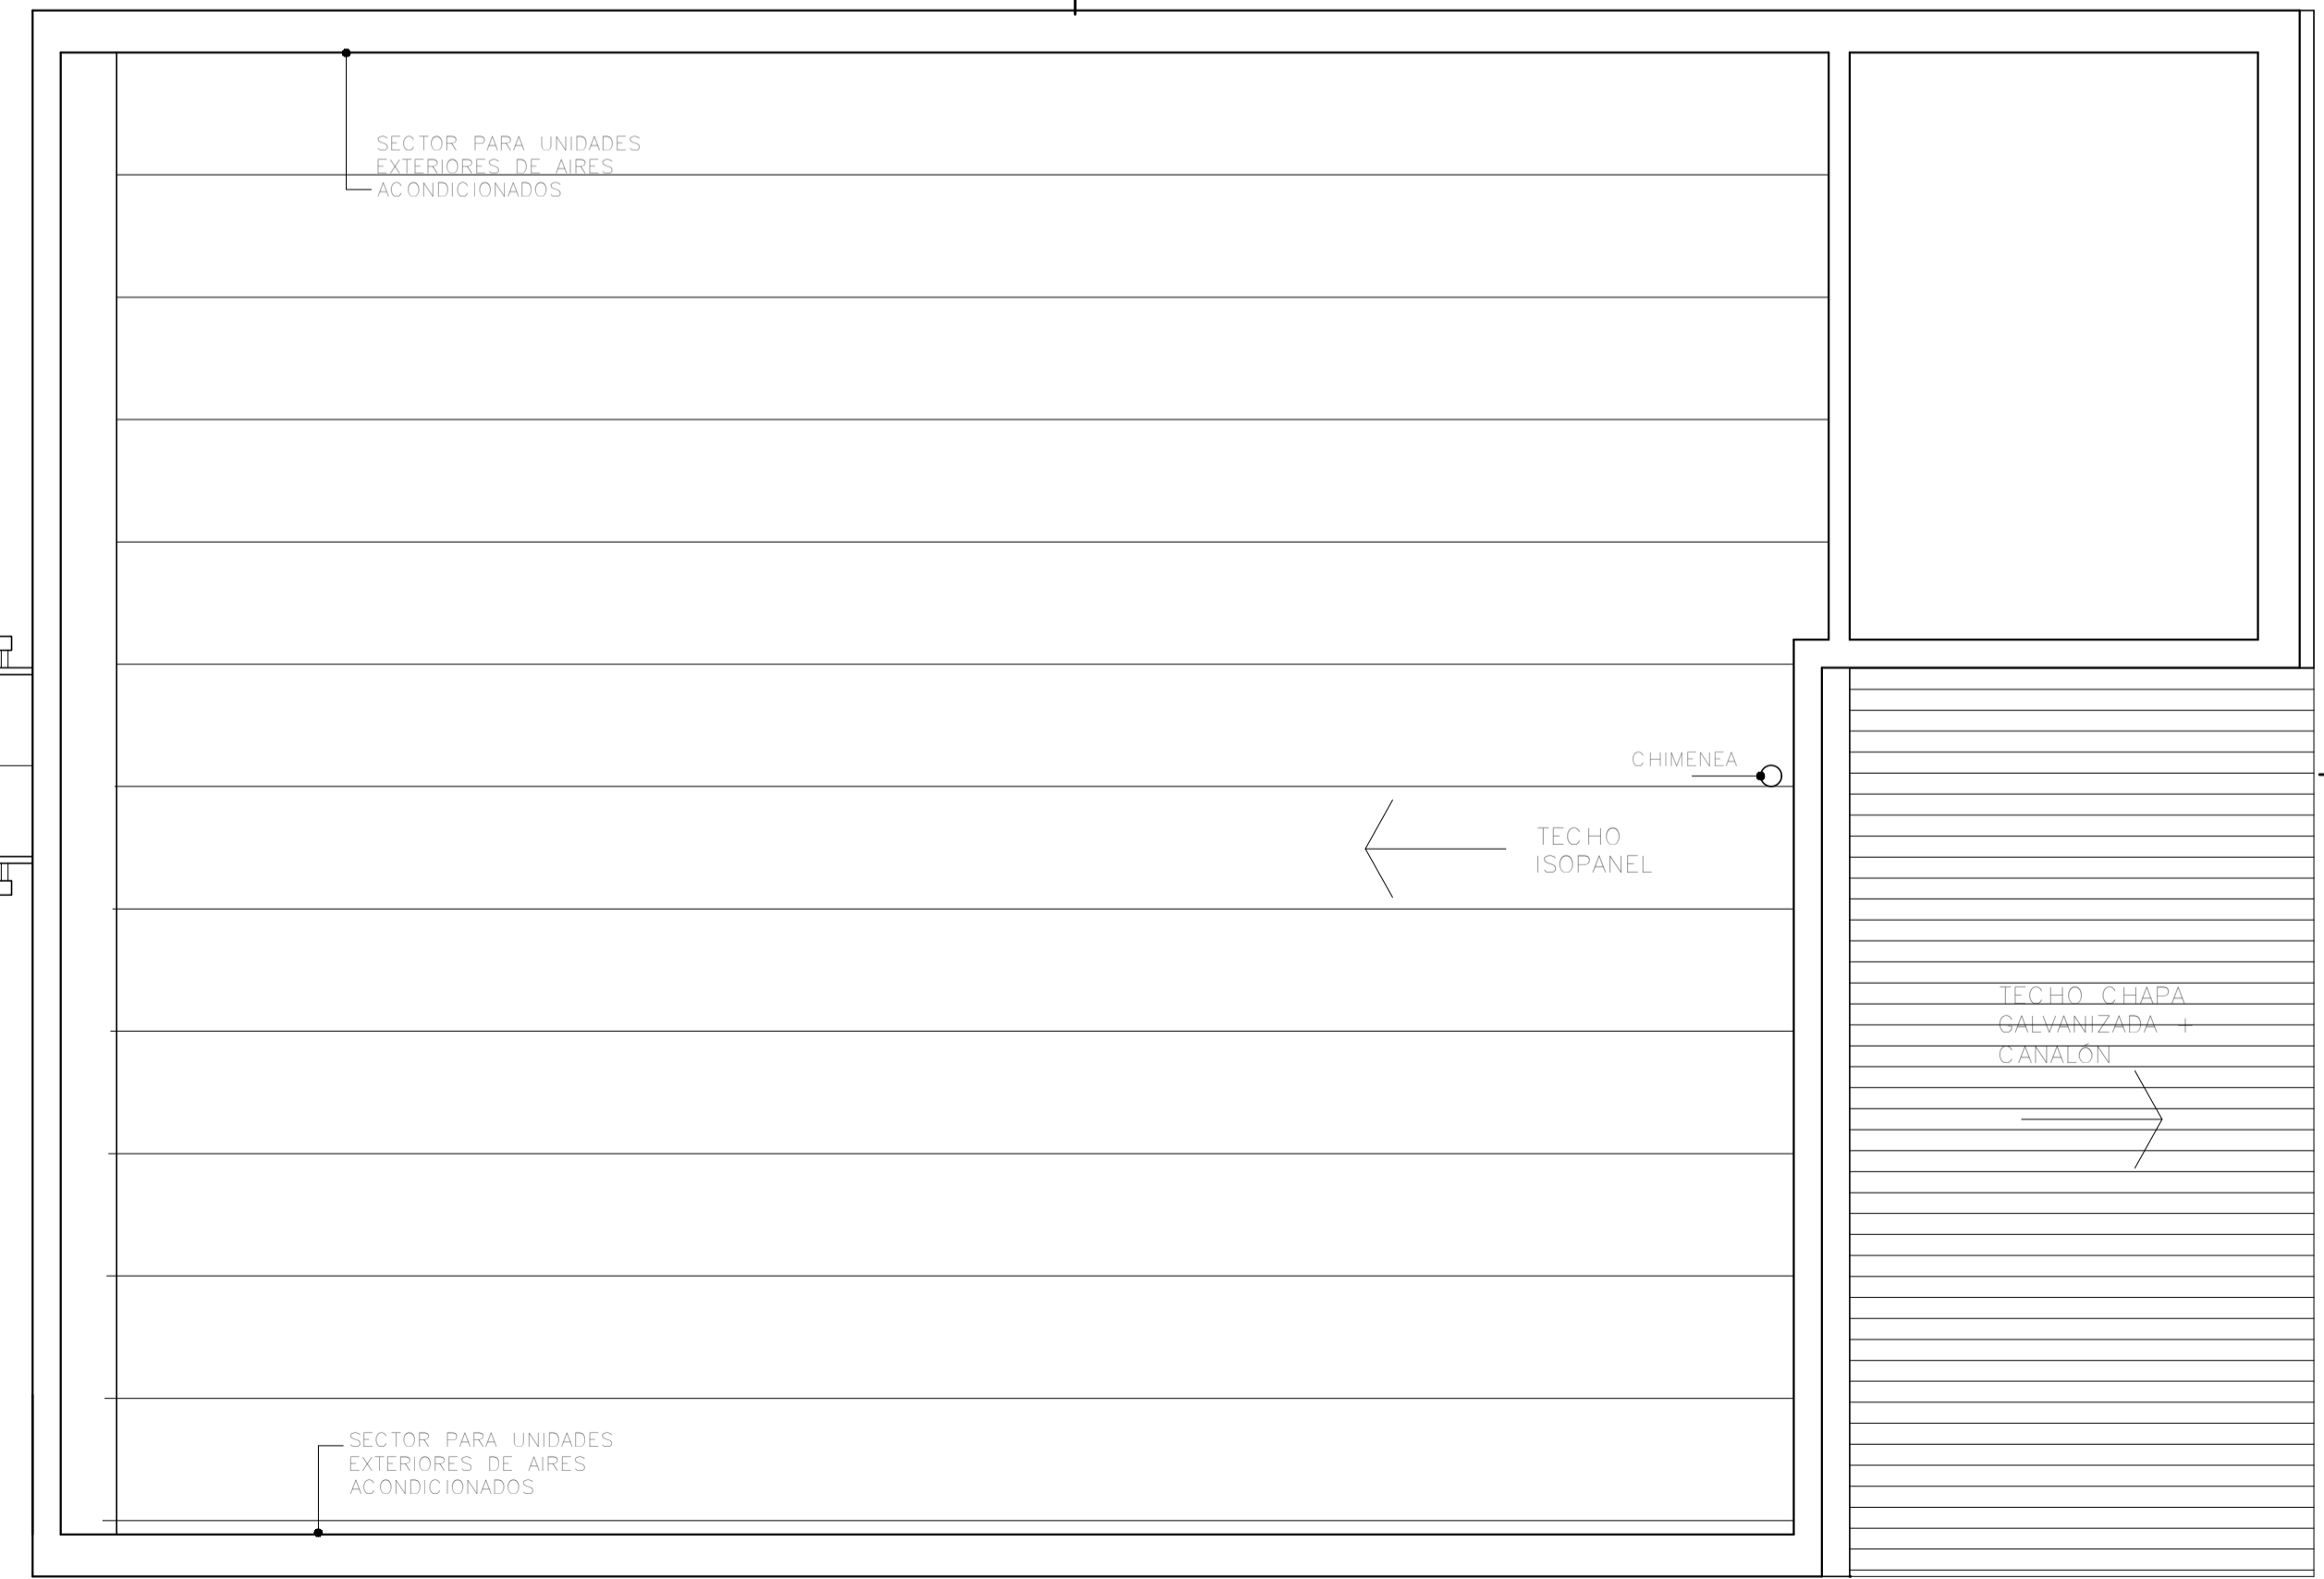 SECTOR PARA UNIDADES
EXTERIORES DE AIRES
ACONDICIONADOS
CHIMENEA
TECHO
ISOPANEL
TECHO CHAPA
GALVANIZADA +
CANALÓN
SECTOR PARA UNIDADES
EXTERIORES DE AIRES
ACONDICIONADOS